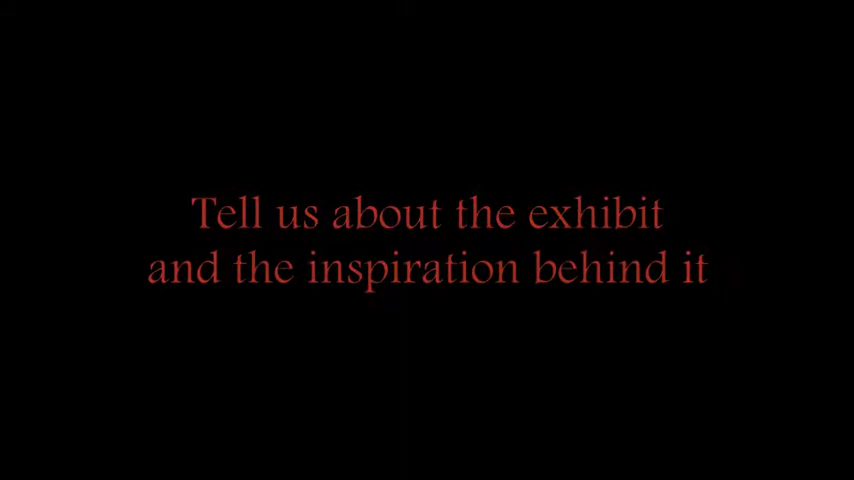 Tell us about the exhibit
and the inspiration behind it